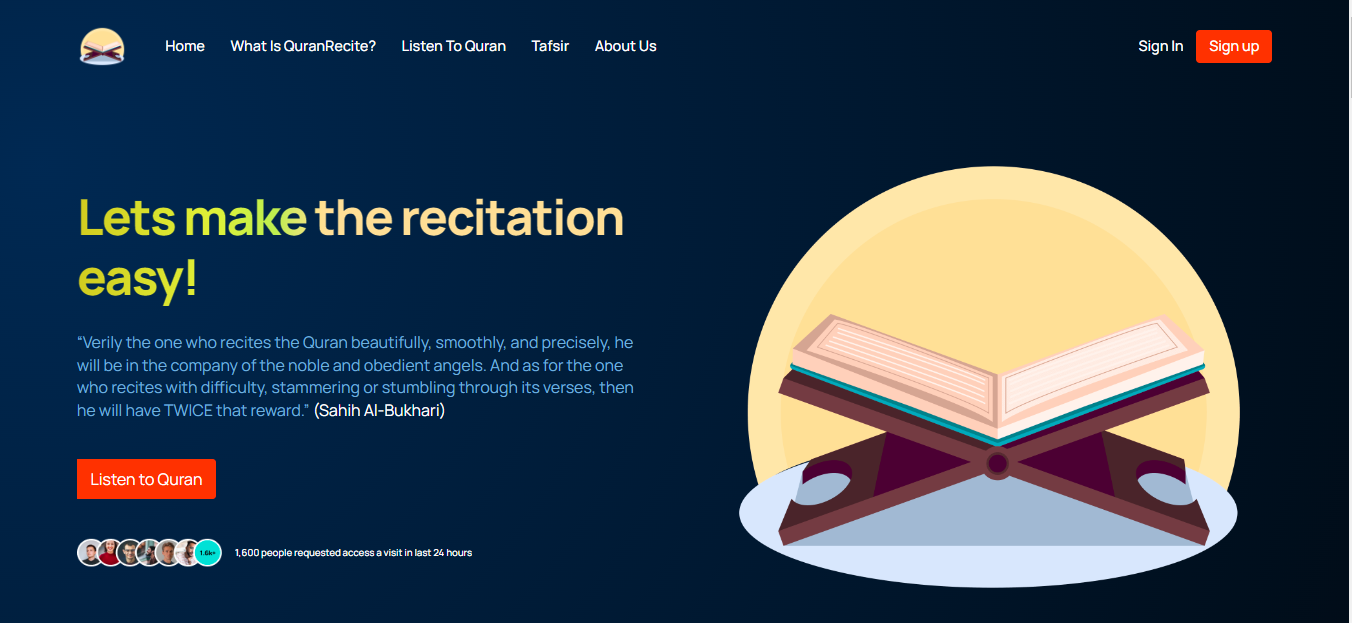 Home What Is QuranRecite? Listen To Quran Tafsir About Us Sign In Sign up
Lets make the recitation
easy!
“Verily the one who recites the Quran beautifully, smoothly, and precisely, he
will be in the company of the noble and obedient angels. And as for the one
who recites with difficulty, stammering or stumbling through its verses, then
he will have TWICE that reward.” (Sahih Al-Bukhari)
Listen to Quran
1.6k+ 1,600 people requested access a visit in last 24 hours